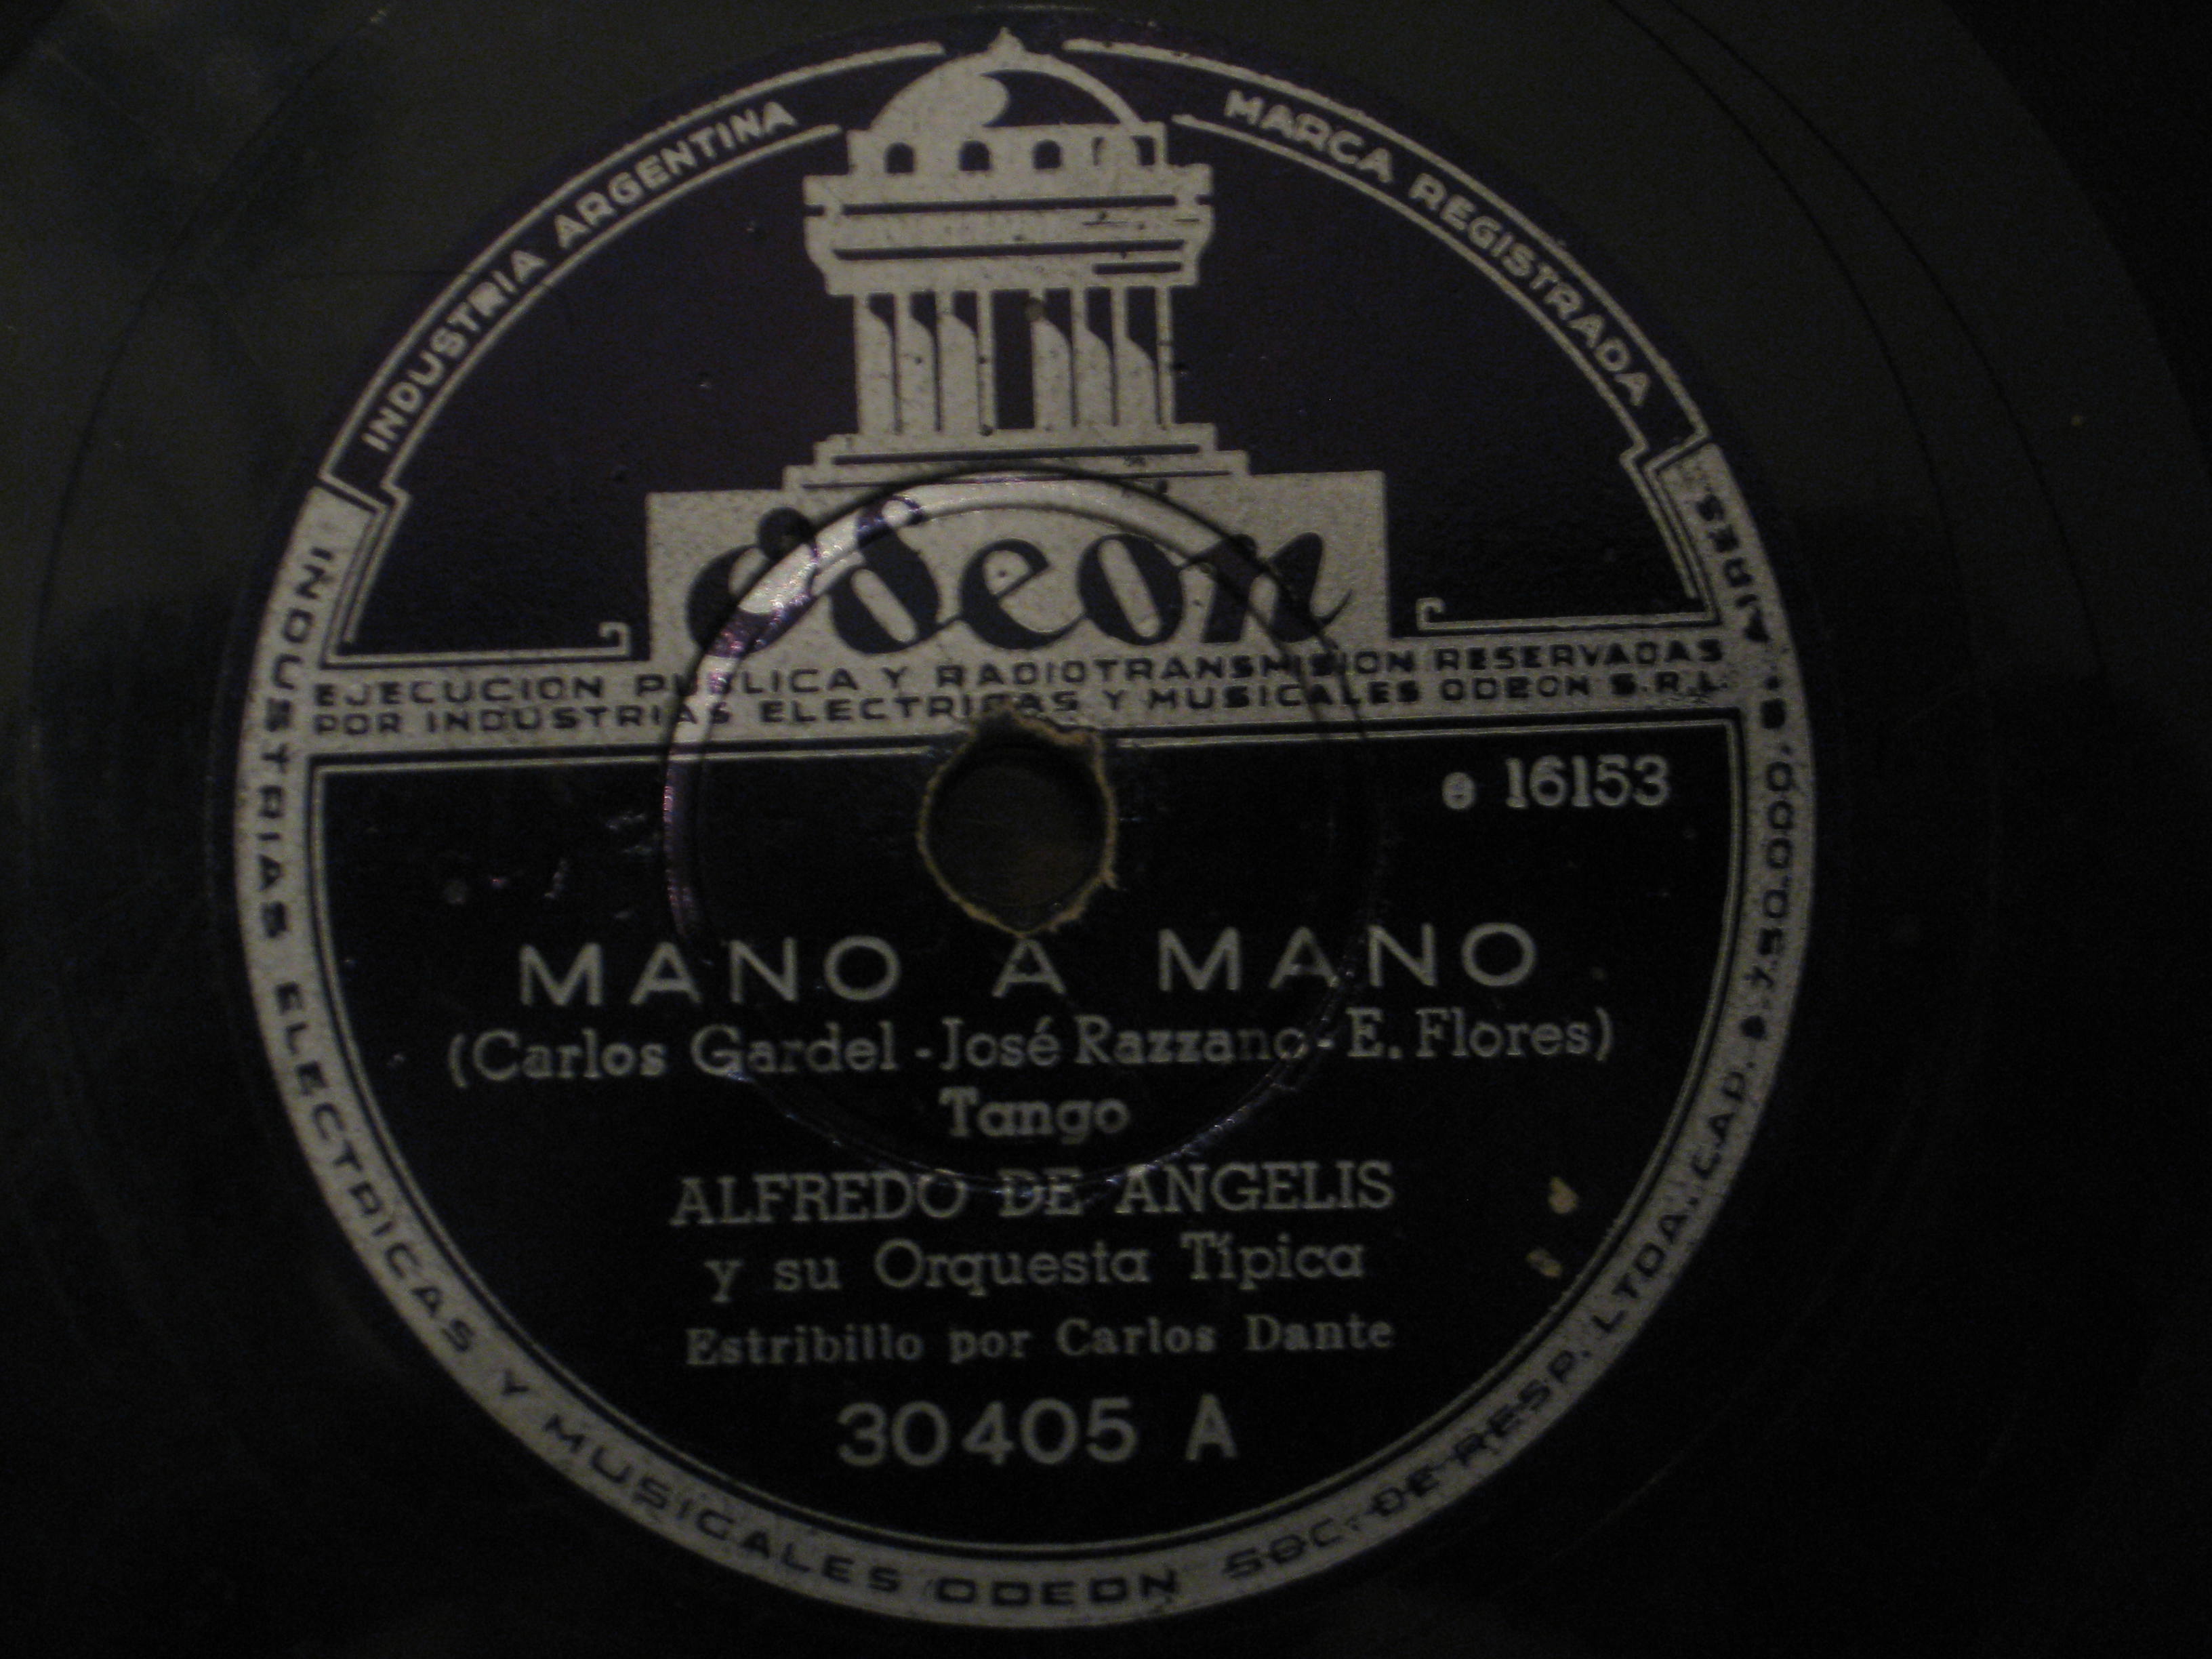 INDUSTRIA ARGENTINA
MARCA REGISTRADA
Odeon
EJECUCION PUBLICA Y RADIOTRANSMISION RESERVADAS
POR INDUSTRIAS ELECTRICAS Y MUSICALES ODEON S.R.L.
e 16153
MANO A MANO
(Carlos Gardel - José Razzano - E. Flores)
Tango
ALFREDO DE ANGELIS
y su Orquesta Típica
Estribillo por Carlos Dante
30405 A
INDUSTRIAS ELECTRICAS Y MUSICALES ODEON SOC. DE RESP. LTDA. CAP. AIRES.